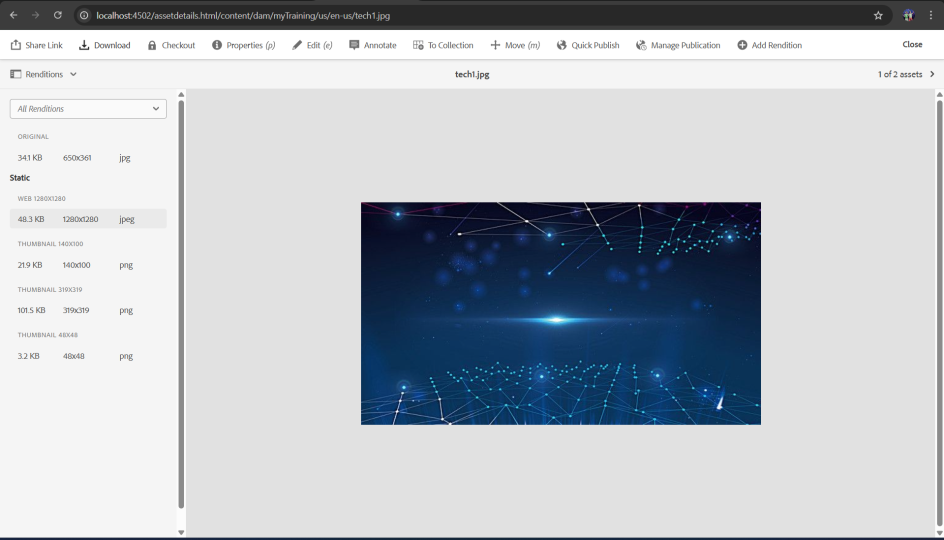 localhost:4502/assetdetails.html/content/dam/myTraining/us/en-us/tech1.jpg
Share Link Download Checkout Properties (p) Edit (e) Annotate To Collection Move (m) Quick Publish Manage Publication Add Rendition Close
Renditions tech1.jpg 1 of 2 assets
All Renditions
ORIGINAL
34.1 KB 650x361 jpg
Static
WEB 1280X1280
48.3 KB 1280x1280 jpeg
THUMBNAIL 140X100
21.9 KB 140x100 png
THUMBNAIL 319X319
101.5 KB 319x319 png
THUMBNAIL 48X48
3.2 KB 48x48 png